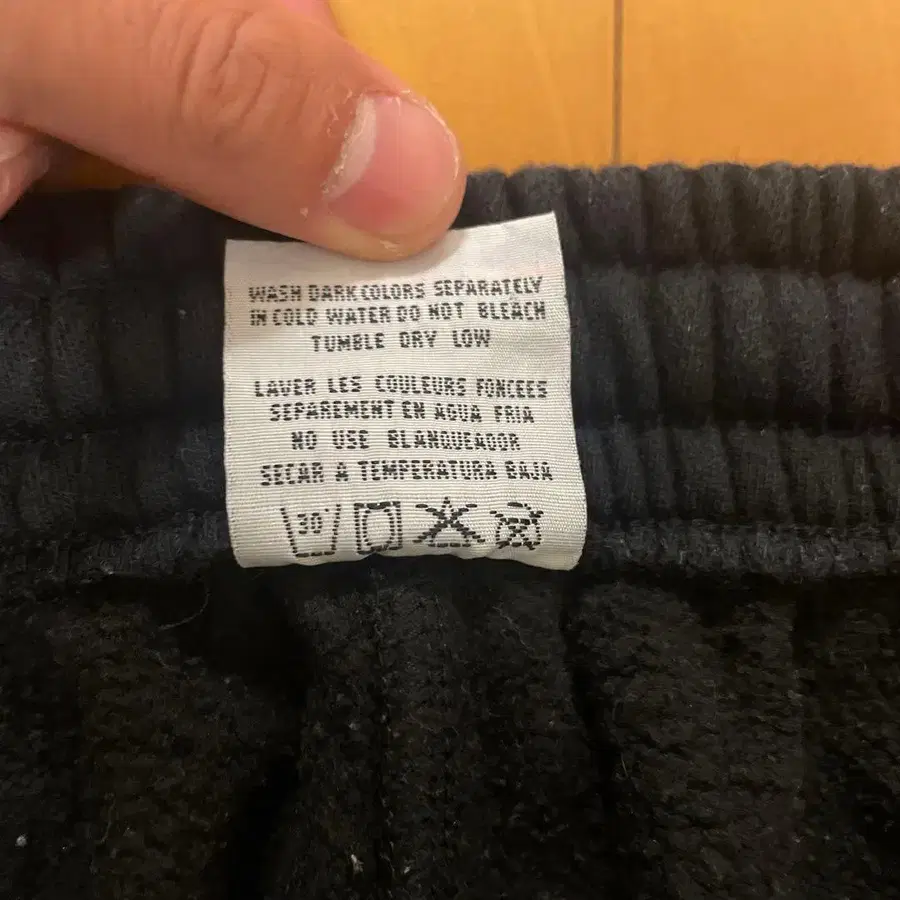 WASH DARK COLORS SEPARATELY
IN COLD WATER DO NOT BLEACH
TUMBLE DRY LOW
LAVER LES COULEURS FONCEES
SEPAREMENT EN AGUA FRIA
NO USE BLANQUEADOR
SECAR A TEMPERATURA BAJA
30°